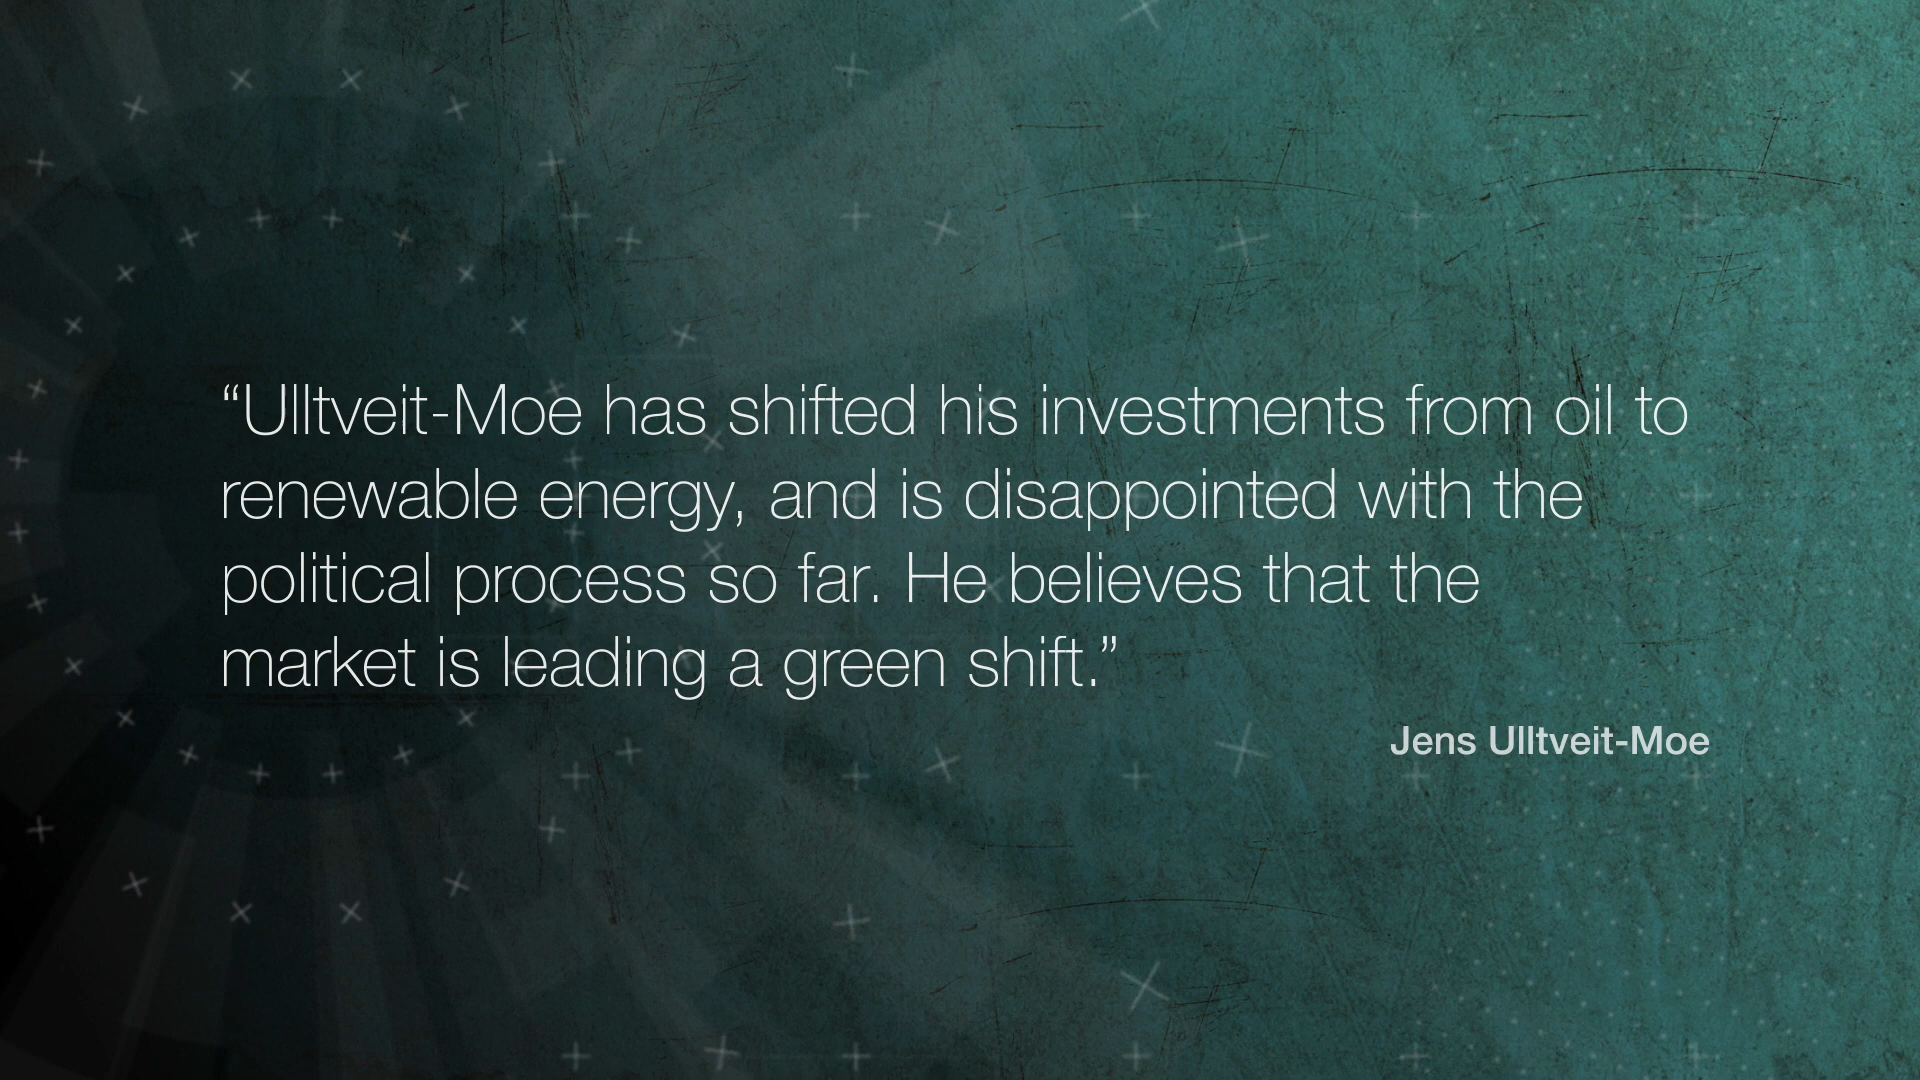 “Ulltveit-Moe has shifted his investments from oil to
renewable energy, and is disappointed with the
political process so far. He believes that the
market is leading a green shift.”
Jens Ulltveit-Moe